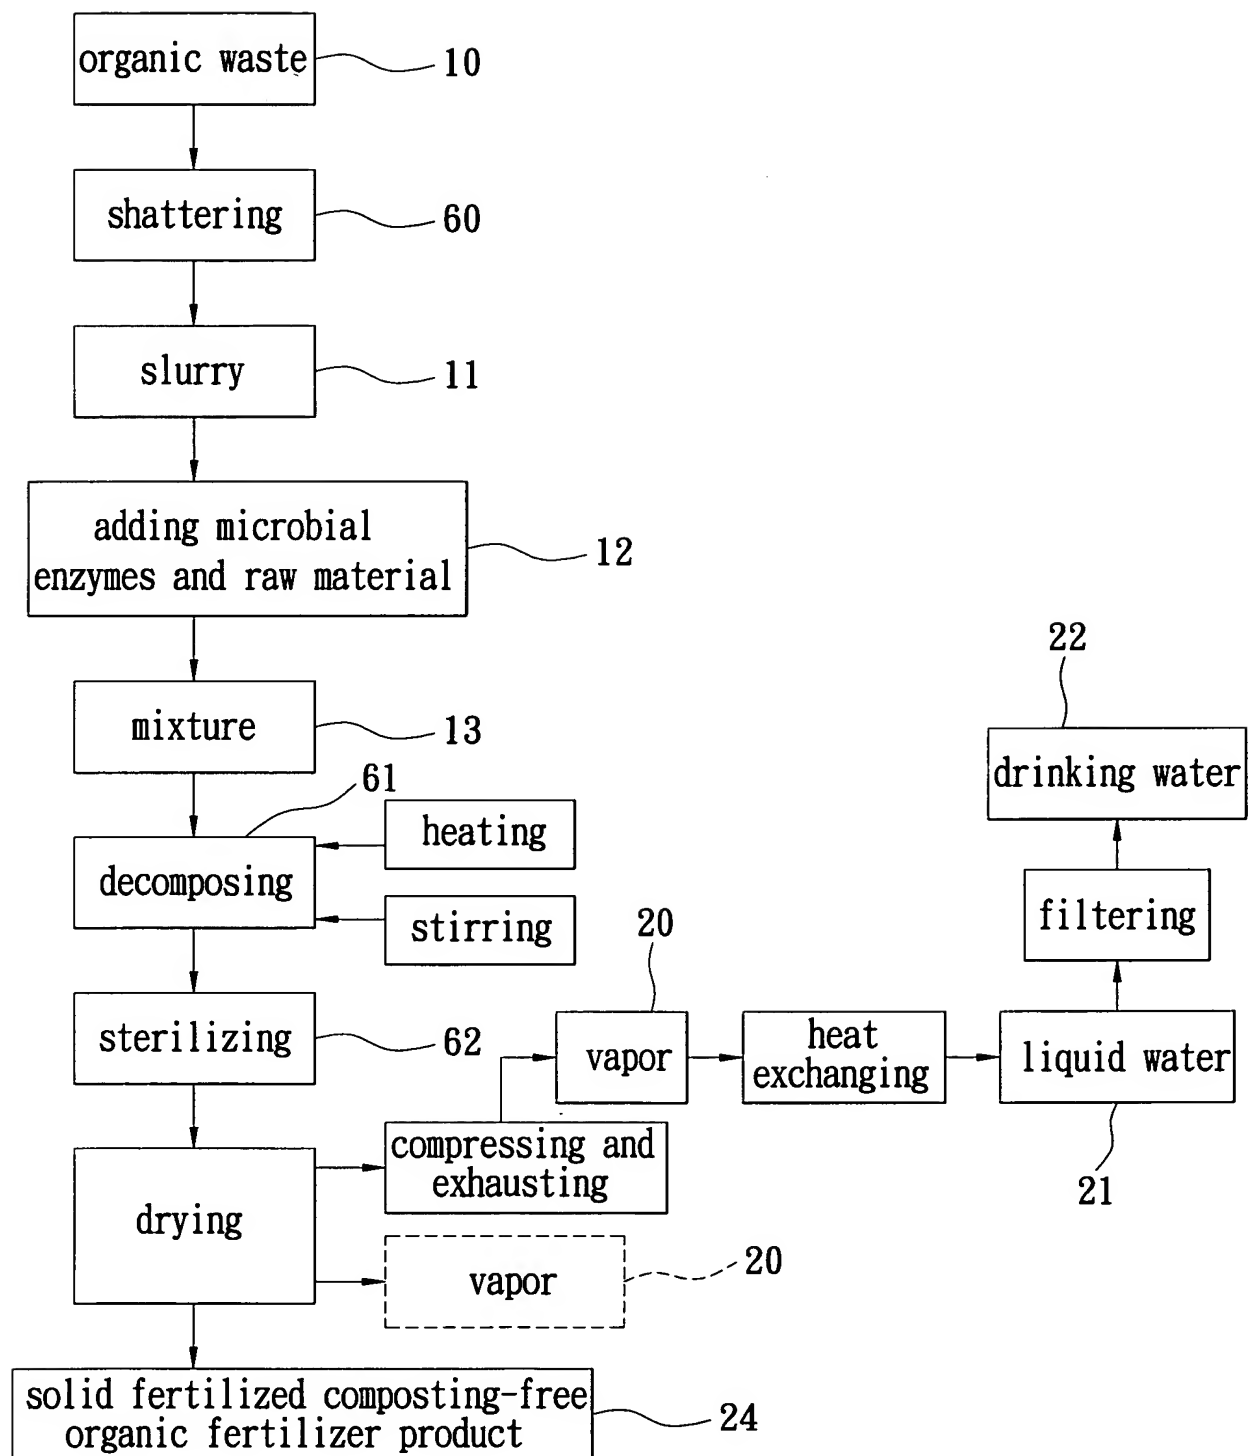 organic waste
10
shattering
60
slurry
11
adding microbial
enzymes and raw material
12
mixture
13
61
decomposing
heating
stirring
sterilizing
62
drying
compressing and
exhausting
20
vapor
heat
exchanging
liquid water
21
filtering
drinking water
22
vapor
20
solid fertilized composting-free
organic fertilizer product
24